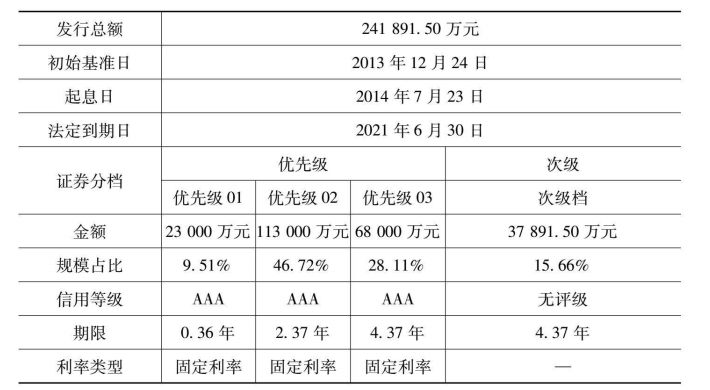 发行总额 241 891.50 万元
初始基准日 2013 年 12 月 24 日
起息日 2014 年 7 月 23 日
法定到期日 2021 年 6 月 30 日
证券分档 优先级 次级
优先级 01 优先级 02 优先级 03 次级档
金额 23 000 万元 113 000 万元 68 000 万元 37 891.50 万元
规模占比 9.51% 46.72% 28.11% 15.66%
信用等级 AAA AAA AAA 无评级
期限 0.36 年 2.37 年 4.37 年 4.37 年
利率类型 固定利率 固定利率 固定利率 —